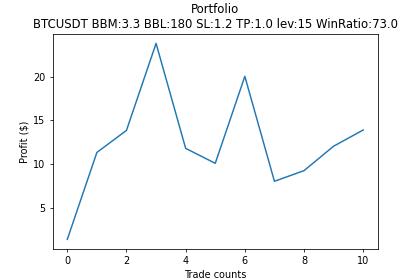 Portfolio
BTCUSDT BBM:3.3 BBL:180 SL:1.2 TP:1.0 lev:15 WinRatio:73.0
Profit ($)
20
15
10
5
0 2 4 6 8 10
Trade counts